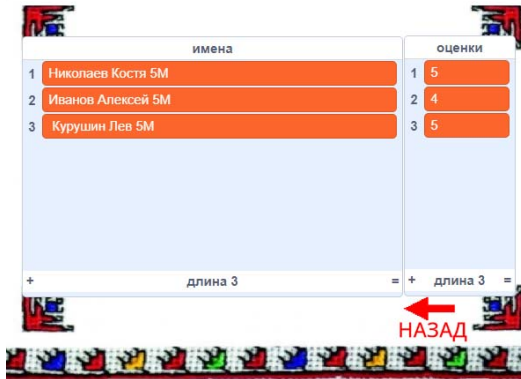 имена
1 Николаев Костя 5М
2 Иванов Алексей 5М
3 Курушин Лев 5М
+ длина 3 =
оценки
1 5
2 4
3 5
+ длина 3 =
НАЗАД